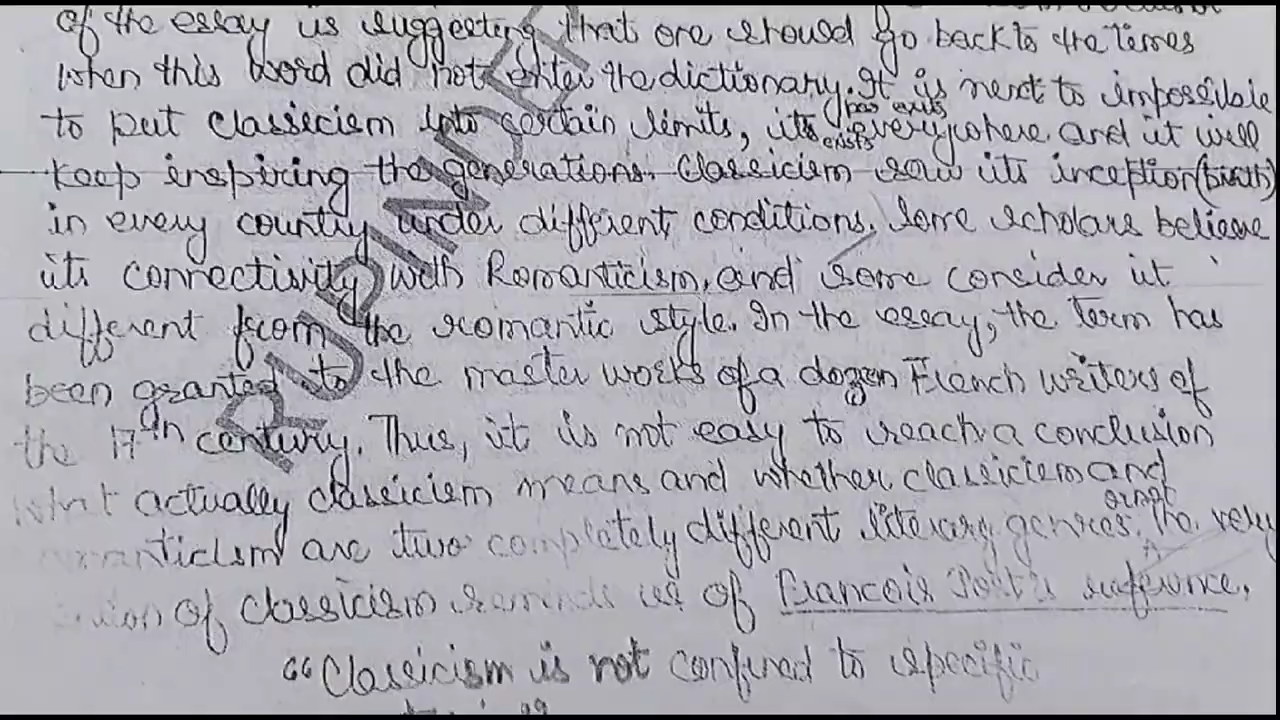 of the essay is suggesting that one should go back to the times
when this word did not enter the dictionary. It is next to impossible
has exits
to put classicism into certain limits, its everywhere and it will
exists
keep inspiring the generations. Classicism saw its inception (birth)
in every country under different conditions. Some scholars believe
its connectivity with Romanticism, and some consider it
different from the romantic style. In the essay, the term has
been granted to the master works of a dozen French writers of
the 17th century. Thus, it is not easy to reach a conclusion
what actually classicism means and whether classicism and
or not
romanticism are two completely different literary genres. The very
of classicism reminds us of Francois reference,
"Classicism is not confined to specific
RUPINDER